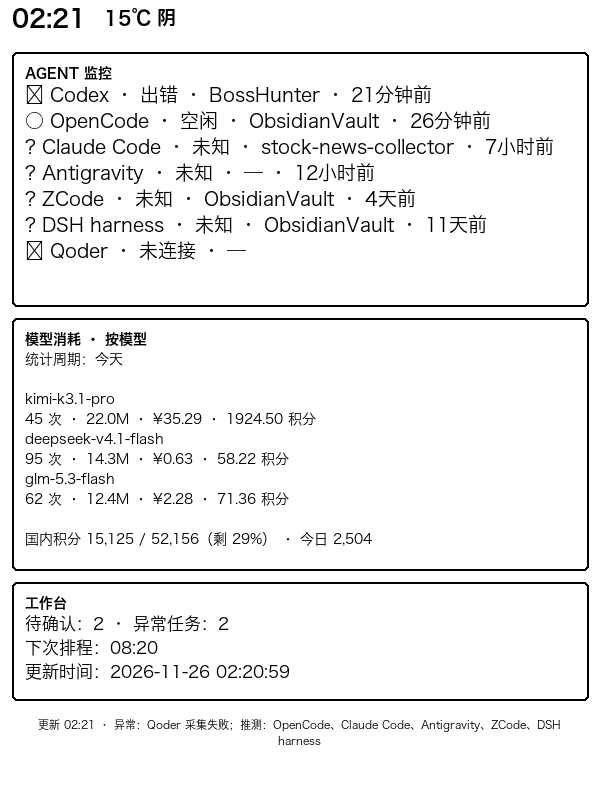 02:21 15℃ 阴
AGENT 监控
☒ Codex · 出错 · BossHunter · 21分钟前
○ OpenCode · 空闲 · ObsidianVault · 26分钟前
? Claude Code · 未知 · stock-news-collector · 7小时前
? Antigravity · 未知 · — · 12小时前
? ZCode · 未知 · ObsidianVault · 4天前
? DSH harness · 未知 · ObsidianVault · 11天前
☒ Qoder · 未连接 · —
模型消耗 · 按模型
统计周期：今天
kimi-k3.1-pro
45 次 · 22.0M · ¥35.29 · 1924.50 积分
deepseek-v4.1-flash
95 次 · 14.3M · ¥0.63 · 58.22 积分
glm-5.3-flash
62 次 · 12.4M · ¥2.28 · 71.36 积分
国内积分 15,125 / 52,156（剩 29%） · 今日 2,504
工作台
待确认：2 · 异常任务：2
下次排程：08:20
更新时间：2026-11-26 02:20:59
更新 02:21 · 异常：Qoder 采集失败；推测：OpenCode、Claude Code、Antigravity、ZCode、DSH
harness